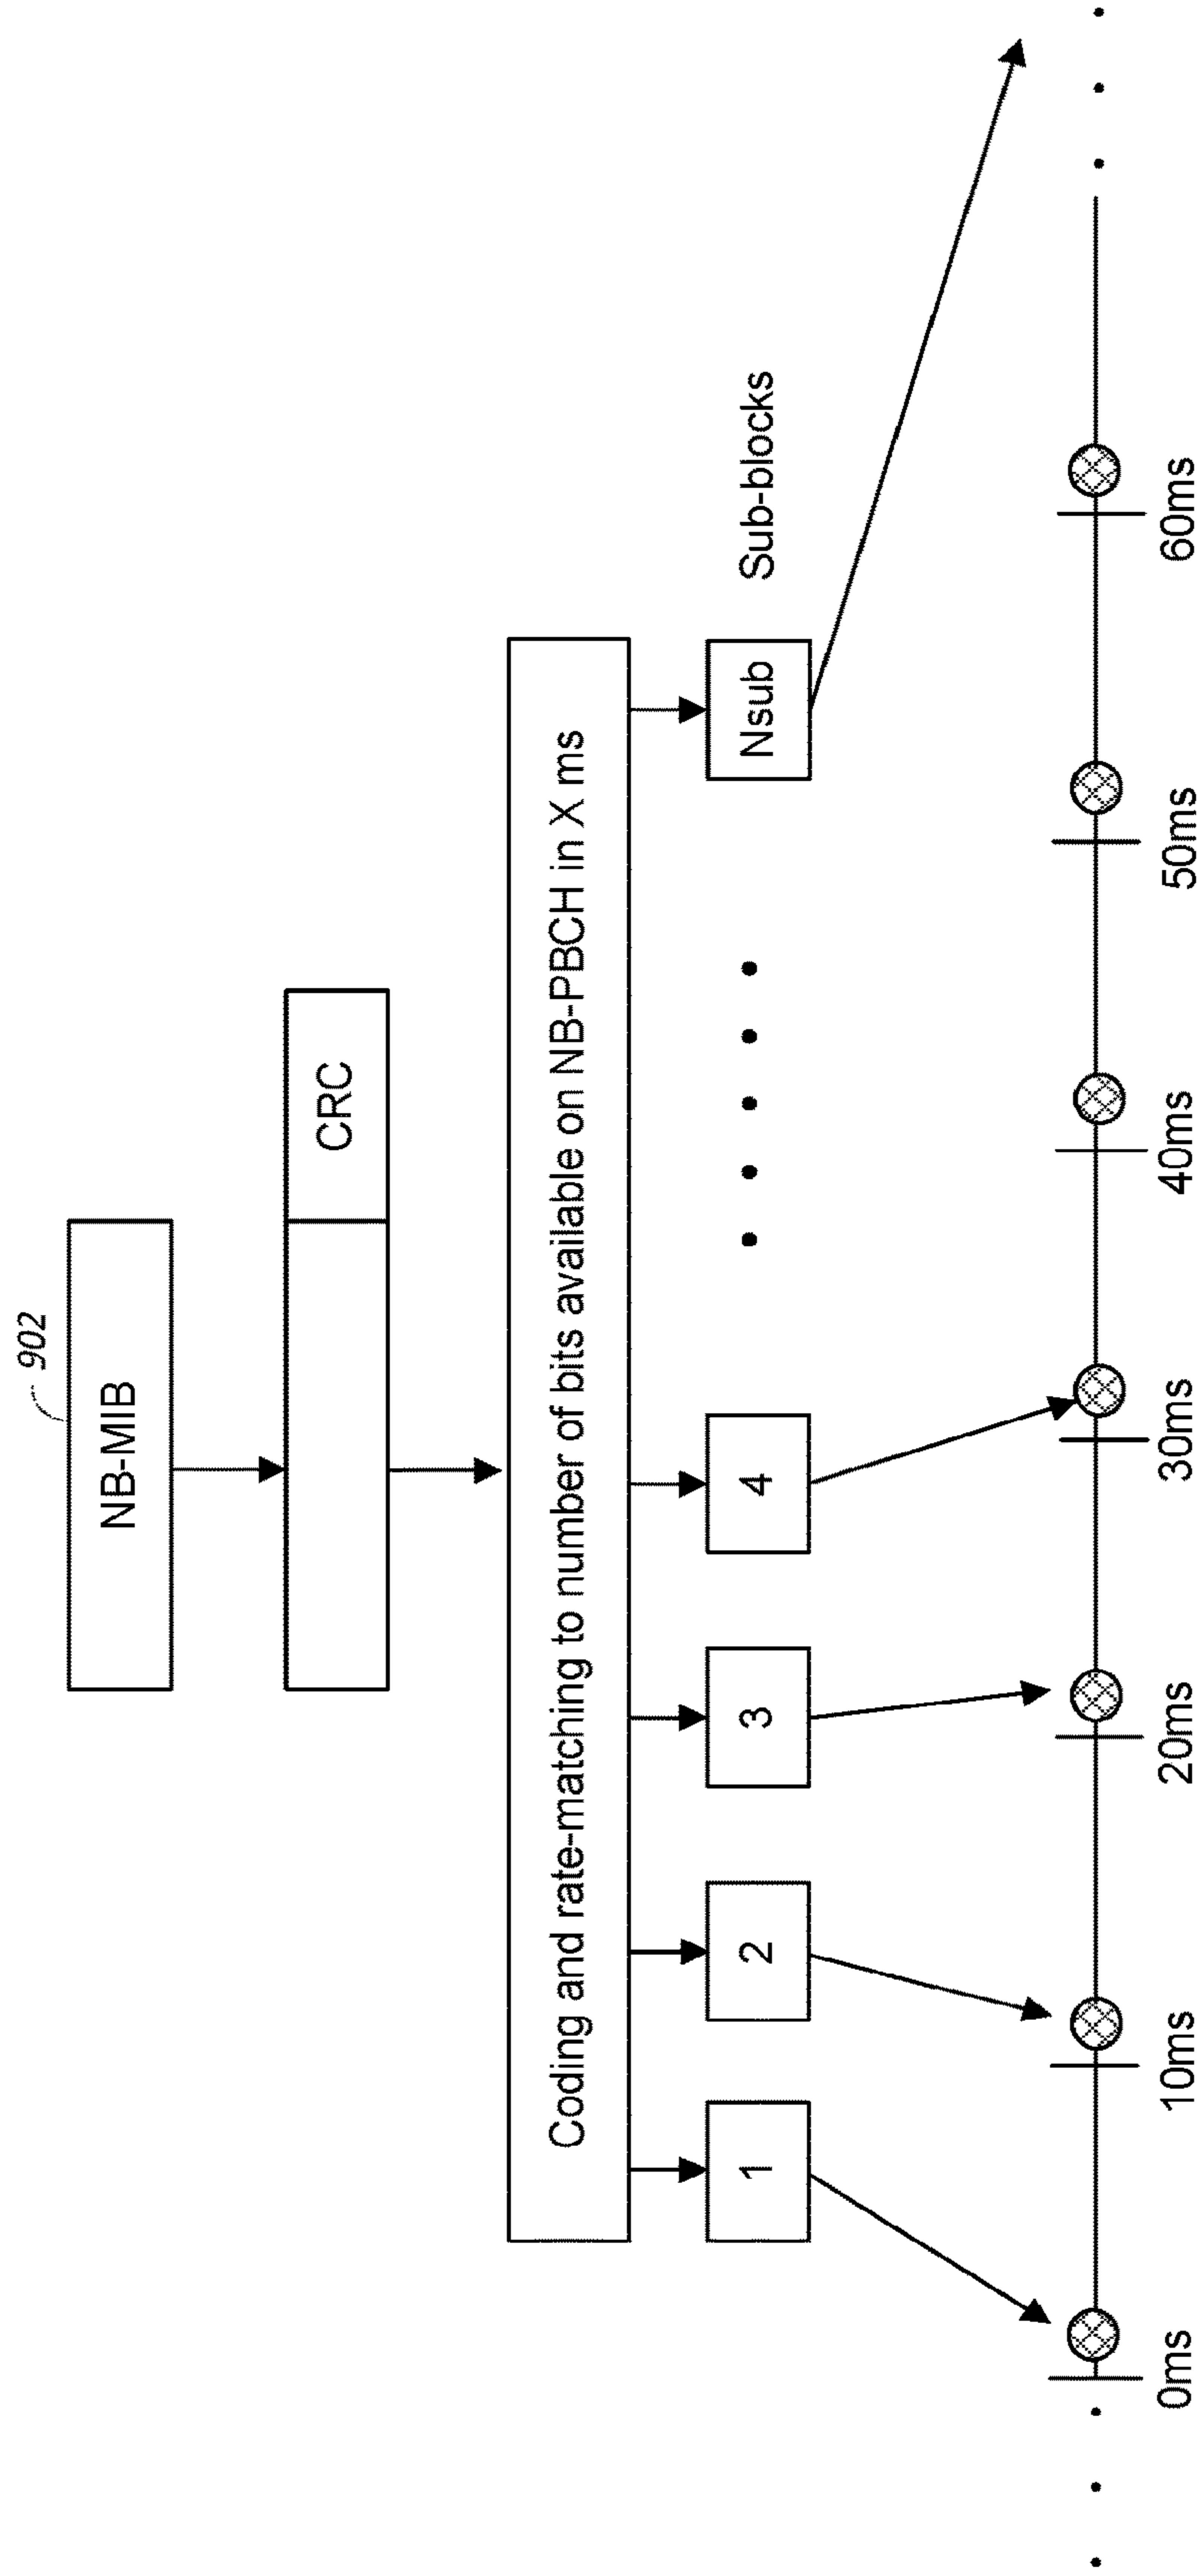 902
NB-MIB
CRC
Coding and rate-matching to number of bits available on NB-PBCH in X ms
1
2
3
4
Nsub
Sub-blocks
0ms
10ms
20ms
30ms
40ms
50ms
60ms